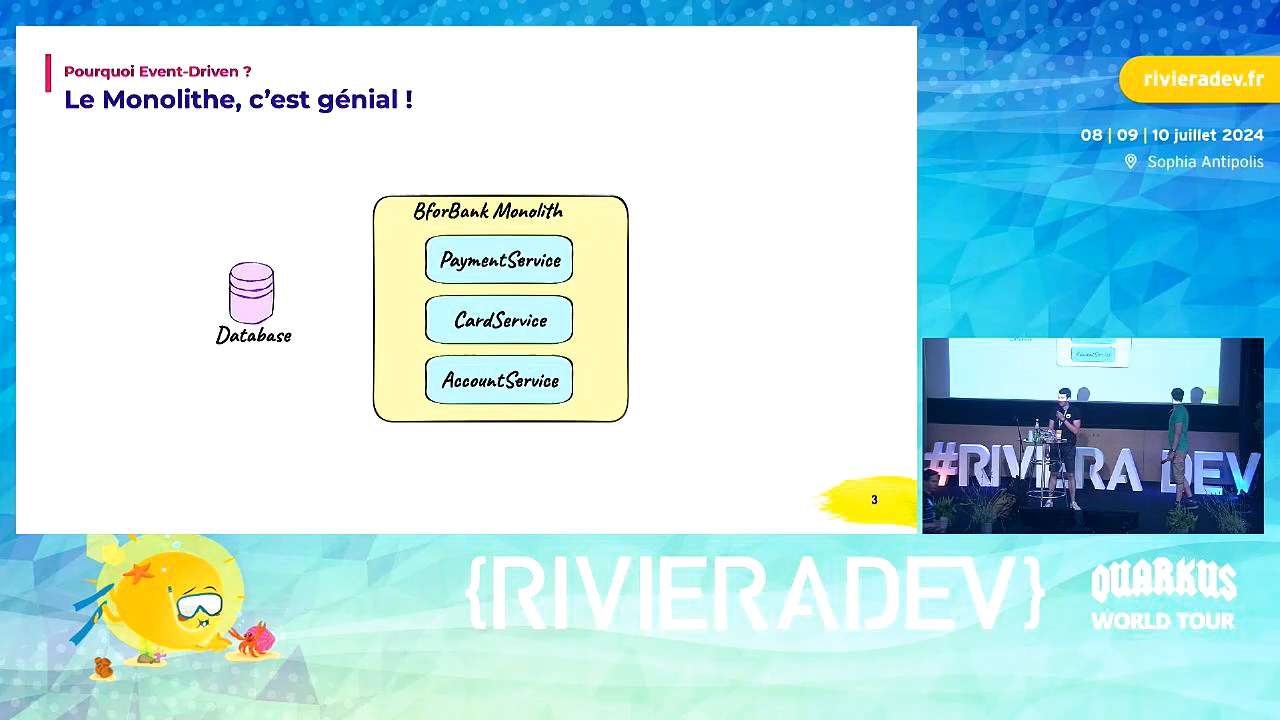 Pourquoi Event-Driven ?
Le Monolithe, c'est génial !
BforBank Monolith
PaymentService
CardService
AccountService
Database
3
rivieradev.fr
08 | 09 | 10 juillet 2024
Sophia Antipolis
AccountService
#RIVIERA DEV
{RIVIERADEV}
QUARKUS
WORLD TOUR